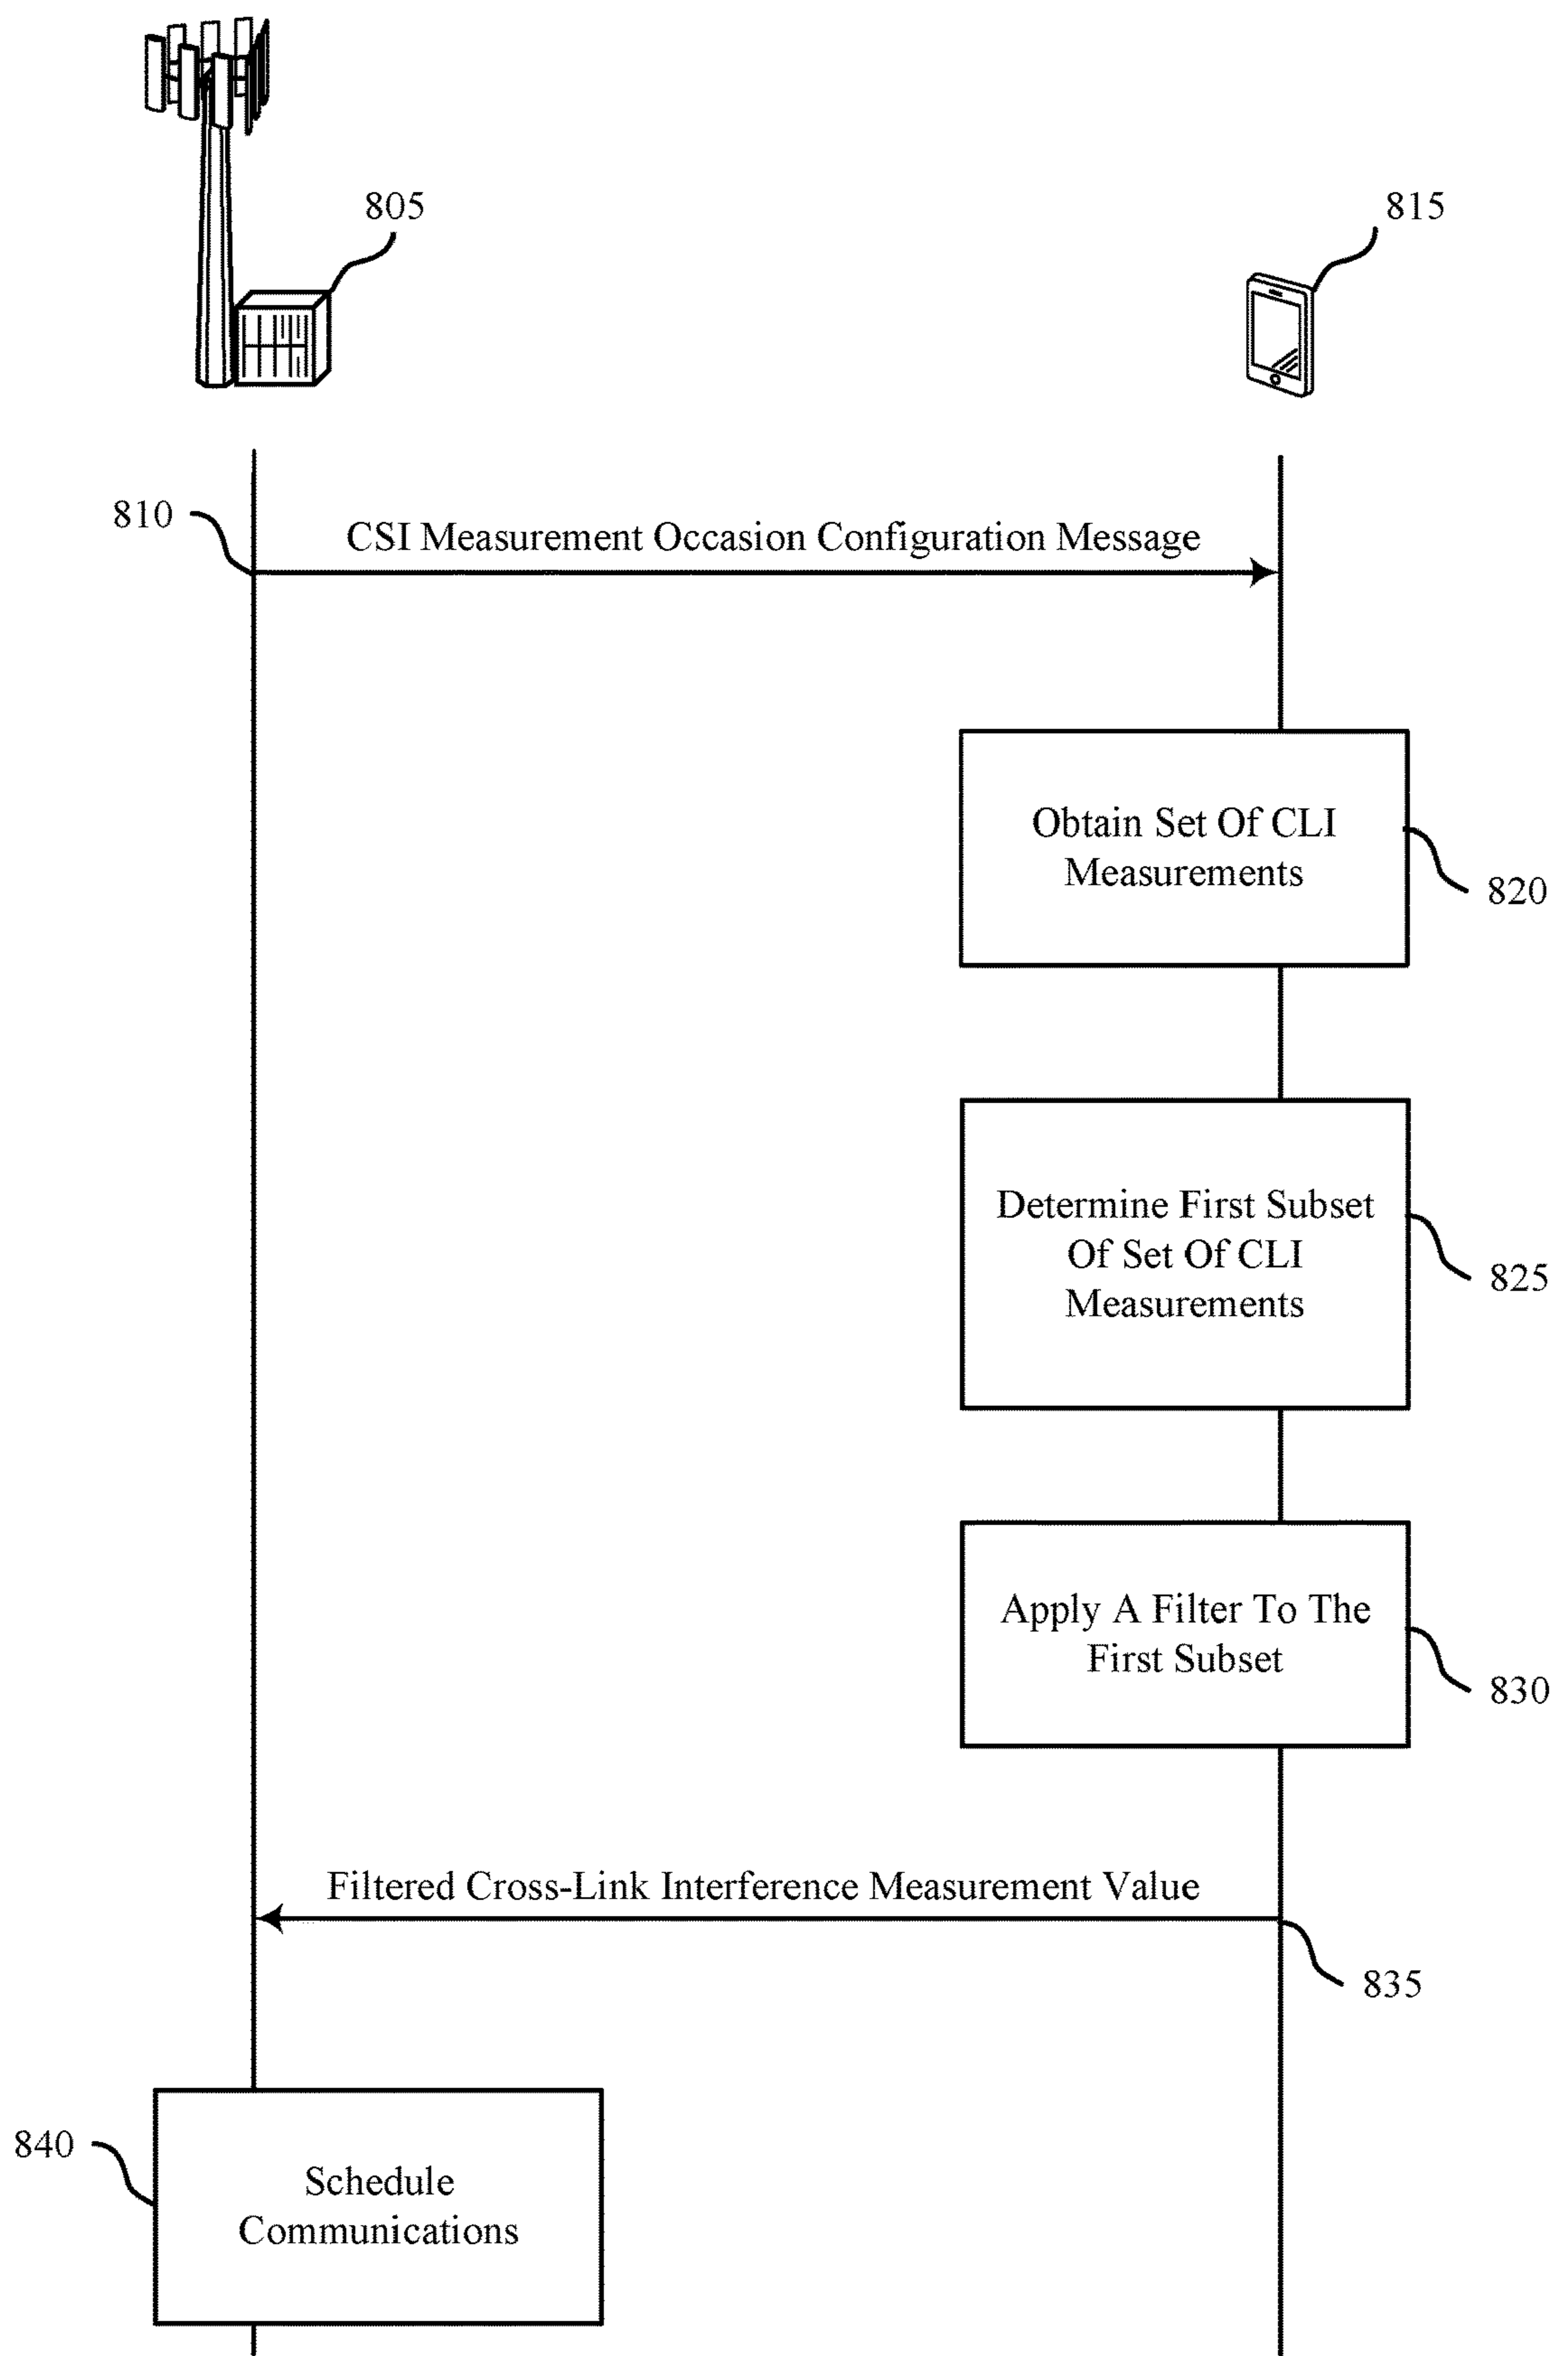 805
815
810
CSI Measurement Occasion Configuration Message
Obtain Set Of CLI
Measurements
820
Determine First Subset
Of Set Of CLI
Measurements
825
Apply A Filter To The
First Subset
830
Filtered Cross-Link Interference Measurement Value
835
840
Schedule
Communications